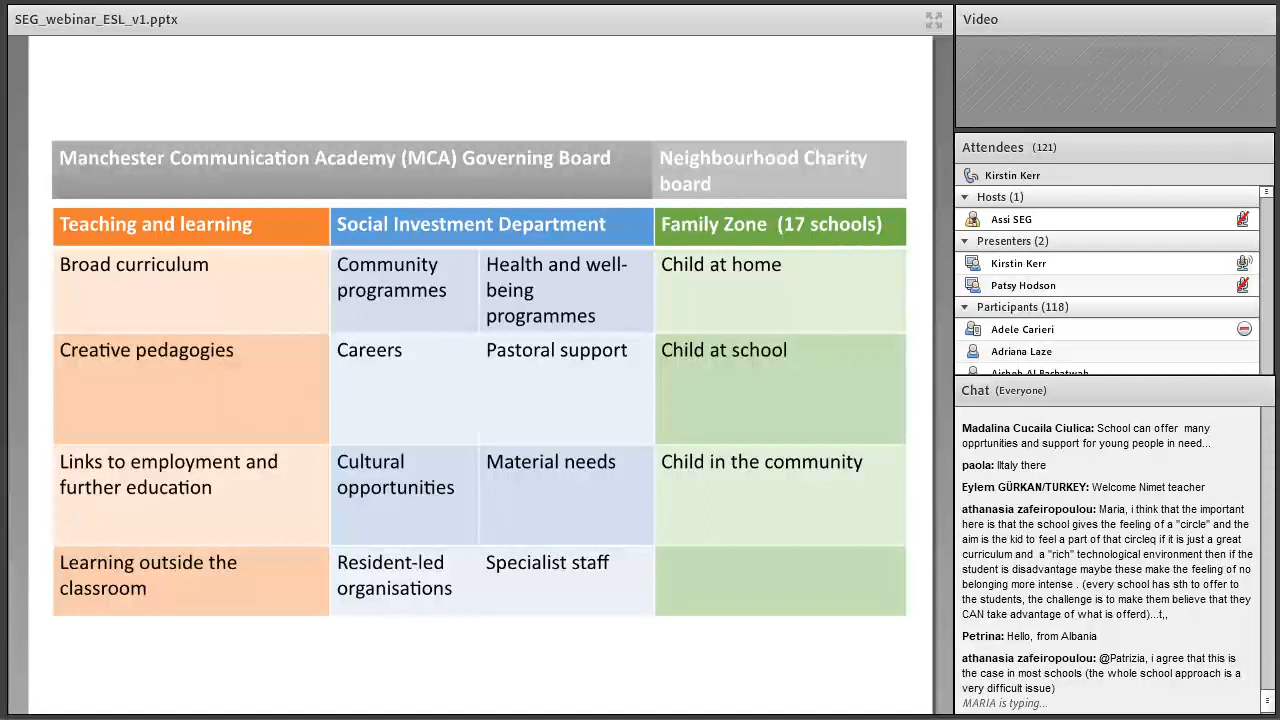 SEG_webinar_ESL_v1.pptx
Manchester Communication Academy (MCA) Governing Board
Neighbourhood Charity
board
Teaching and learning
Social Investment Department
Family Zone (17 schools)
Broad curriculum
Community
programmes
Health and well-
being
programmes
Child at home
Creative pedagogies
Careers
Pastoral support
Child at school
Links to employment and
further education
Cultural
opportunities
Material needs
Child in the community
Learning outside the
classroom
Resident-led
organisations
Specialist staff
Video
Attendees (121)
Kirstin Kerr
Hosts (1)
Assi SEG
Presenters (2)
Kirstin Kerr
Patsy Hodson
Participants (118)
Adele Carieri
Adriana Laze
Chat (Everyone)
Madalina Cucaila Ciulica: School can offer many
opprtunities and support for young people in need...
paola: Iltaly there
Eylem GÜRKAN/TURKEY: Welcome Nimet teacher
athanasia zafeiropoulou: Maria, i think that the important
here is that the school gives the feeling of a "circle" and the
aim is the kid to feel a part of that circleq if it is just a great
curriculum and a "rich" technological environment then if the
student is disadvantage maybe these make the feeling of no
belonging more intense . (every school has sth to offer to
the students, the challenge is to make them believe that they
CAN take advantage of what is offerd)...t,,
Petrina: Hello, from Albania
athanasia zafeiropoulou: @Patrizia, i agree that this is
the case in most schools (the whole school approach is a
very difficult issue)
MARIA is typing...